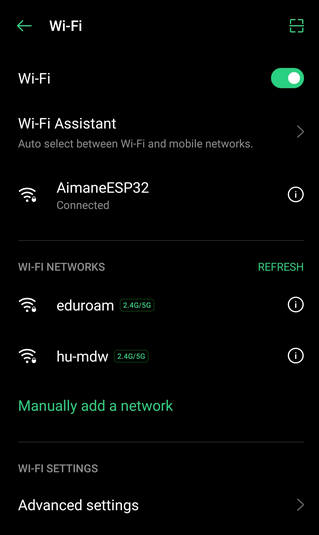 Wi-Fi
Wi-Fi
Wi-Fi Assistant
Auto select between Wi-Fi and mobile networks.
AimaneESP32
Connected
WI-FI NETWORKS REFRESH
eduroam 2.4G/5G
hu-mdw 2.4G/5G
Manually add a network
WI-FI SETTINGS
Advanced settings